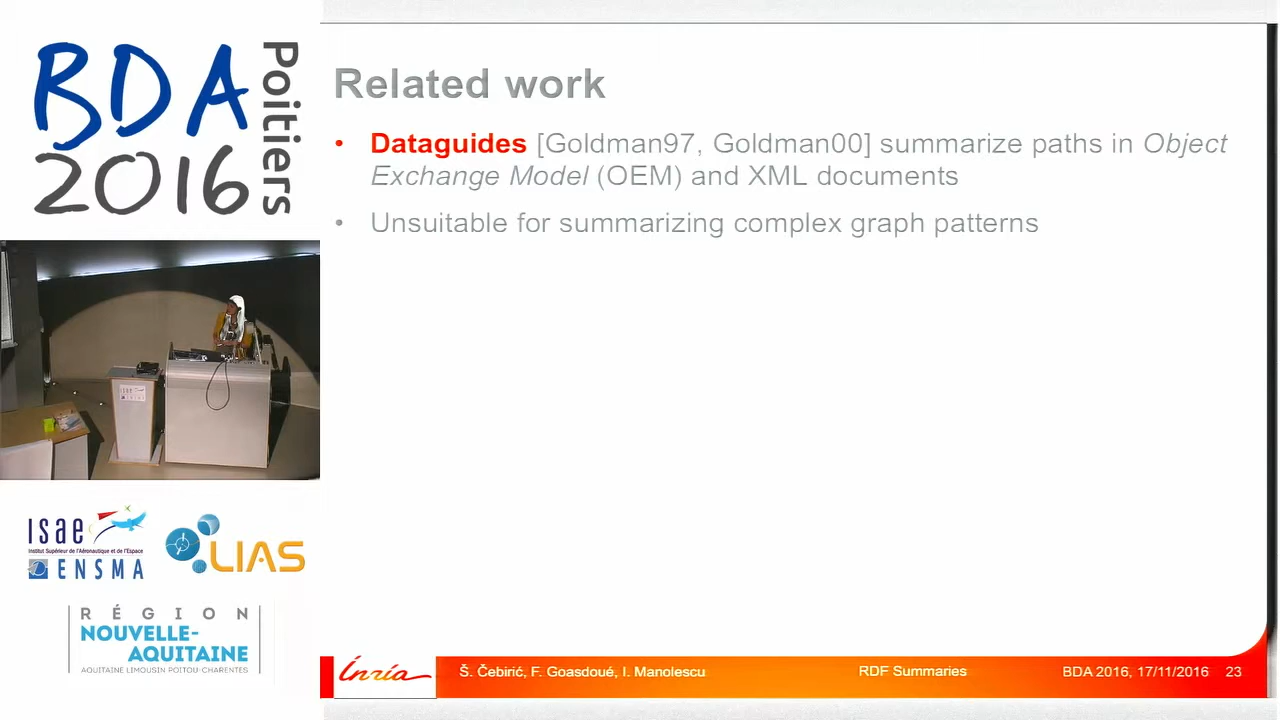 BDA
2016
Poitiers
Related work
• Dataguides [Goldman97, Goldman00] summarize paths in Object
Exchange Model (OEM) and XML documents
• Unsuitable for summarizing complex graph patterns
isae
Institut Supérieur de l'Aéronautique et de l'Espace
ENSMA
LIAS
RÉGION
NOUVELLE-
AQUITAINE
AQUITAINE LIMOUSIN POITOU-CHARENTES
Inria
Š. Čebirić, F. Goasdoué, I. Manolescu
RDF Summaries
BDA 2016, 17/11/2016 23